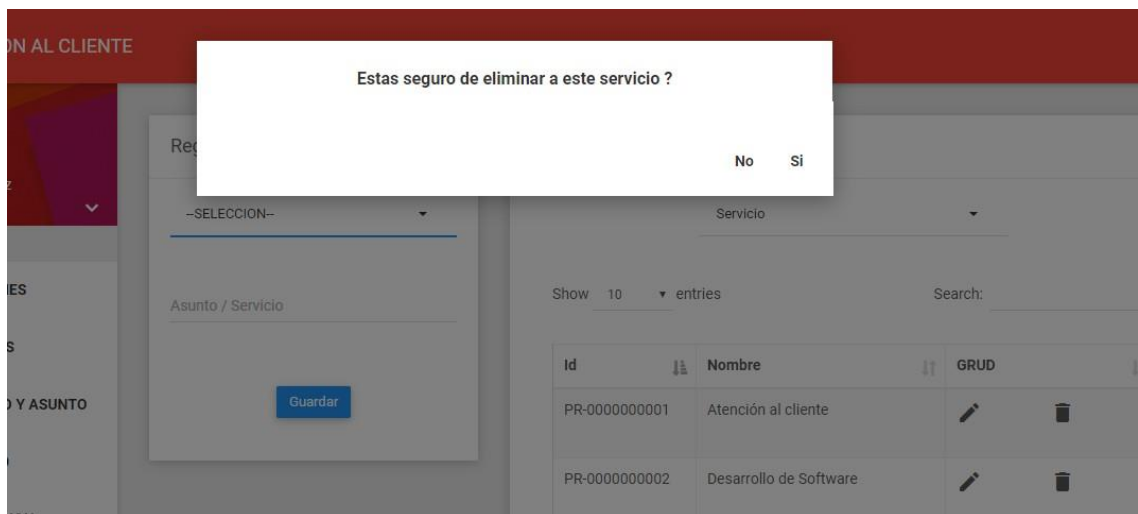 ON AL CLIENTE
Estas seguro de eliminar a este servicio ?
No Si
Reg
z
--SELECCION--
Servicio
ES
Asunto / Servicio
Show 10 entries
Search:
S
Id Nombre GRUD
O Y ASUNTO
Guardar
PR-0000000001 Atención al cliente
PR-0000000002 Desarrollo de Software